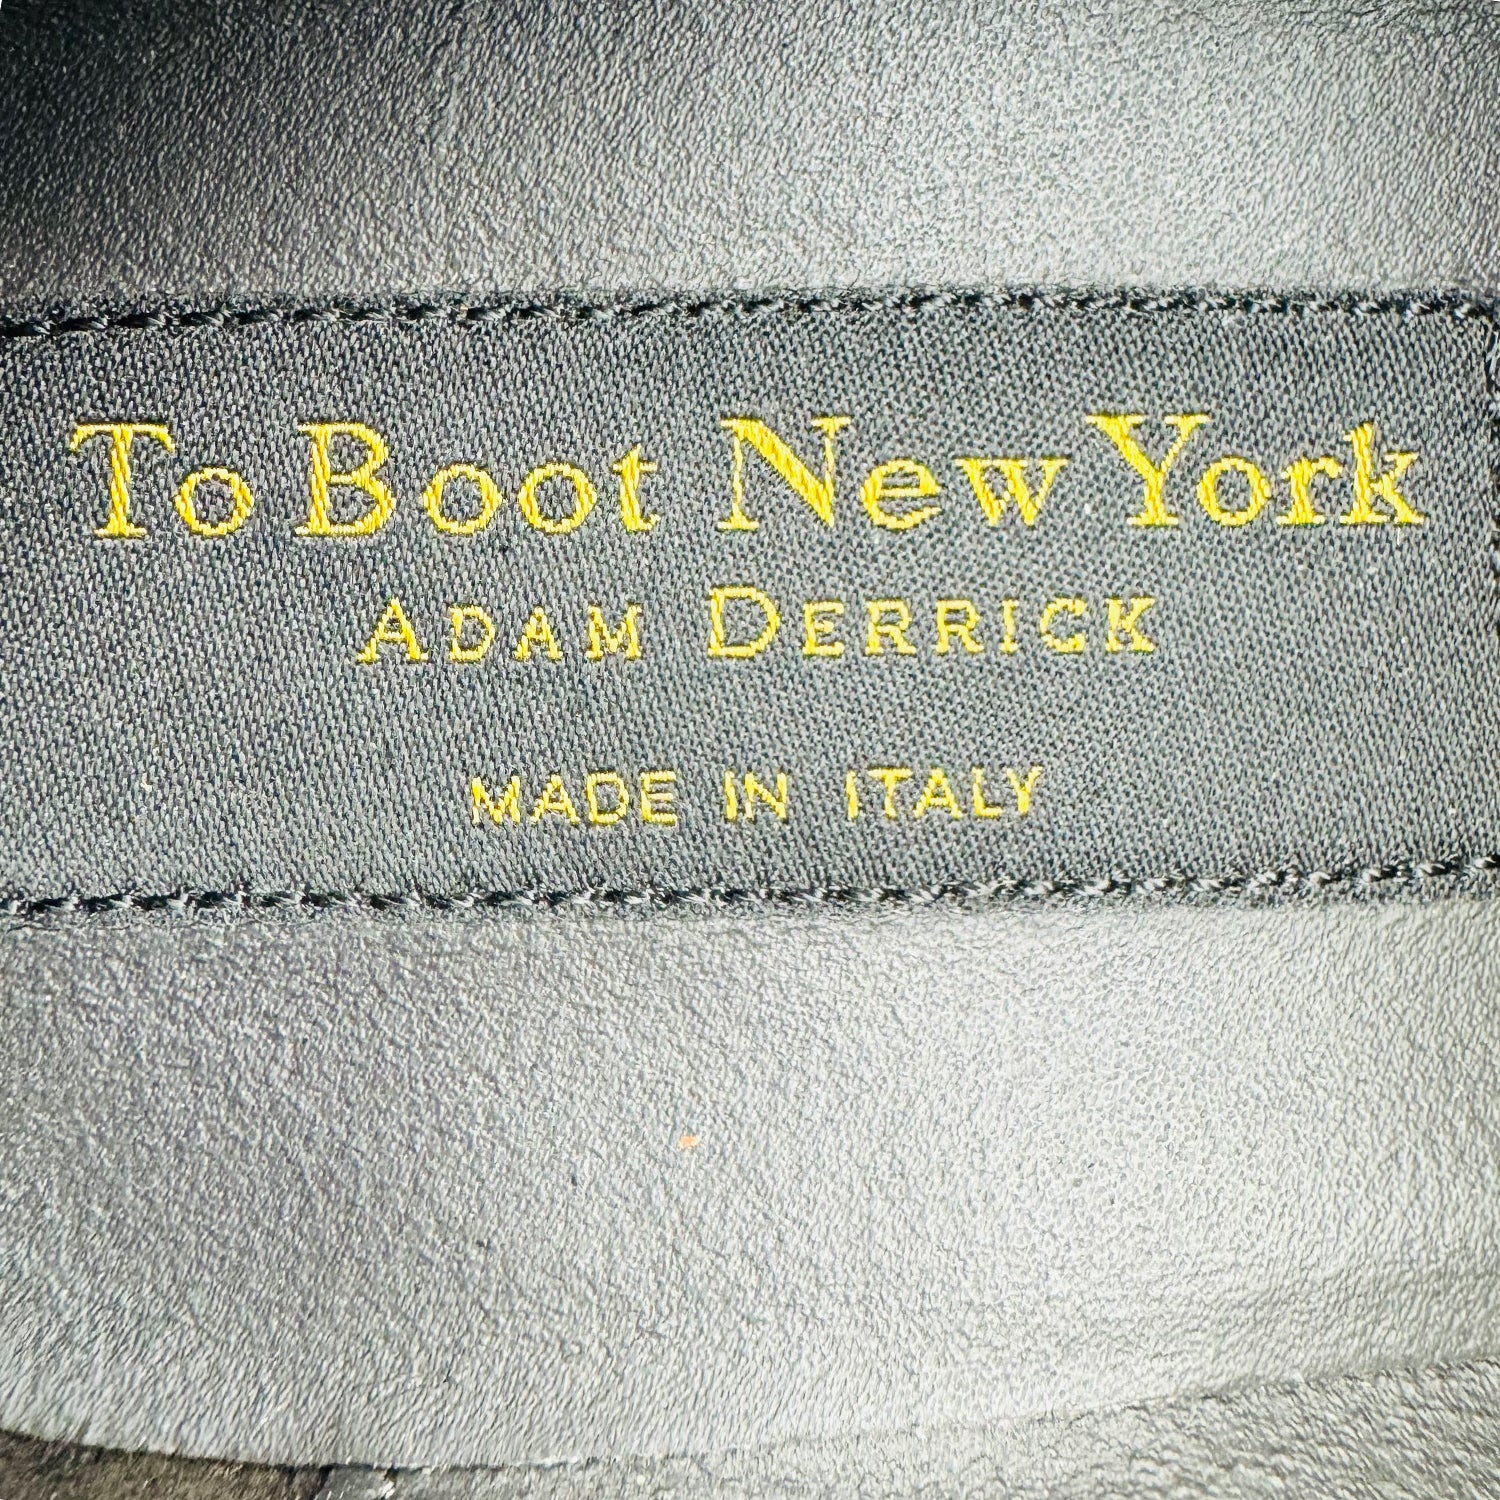 To Boot New York
ADAM DERRICK
MADE IN ITALY